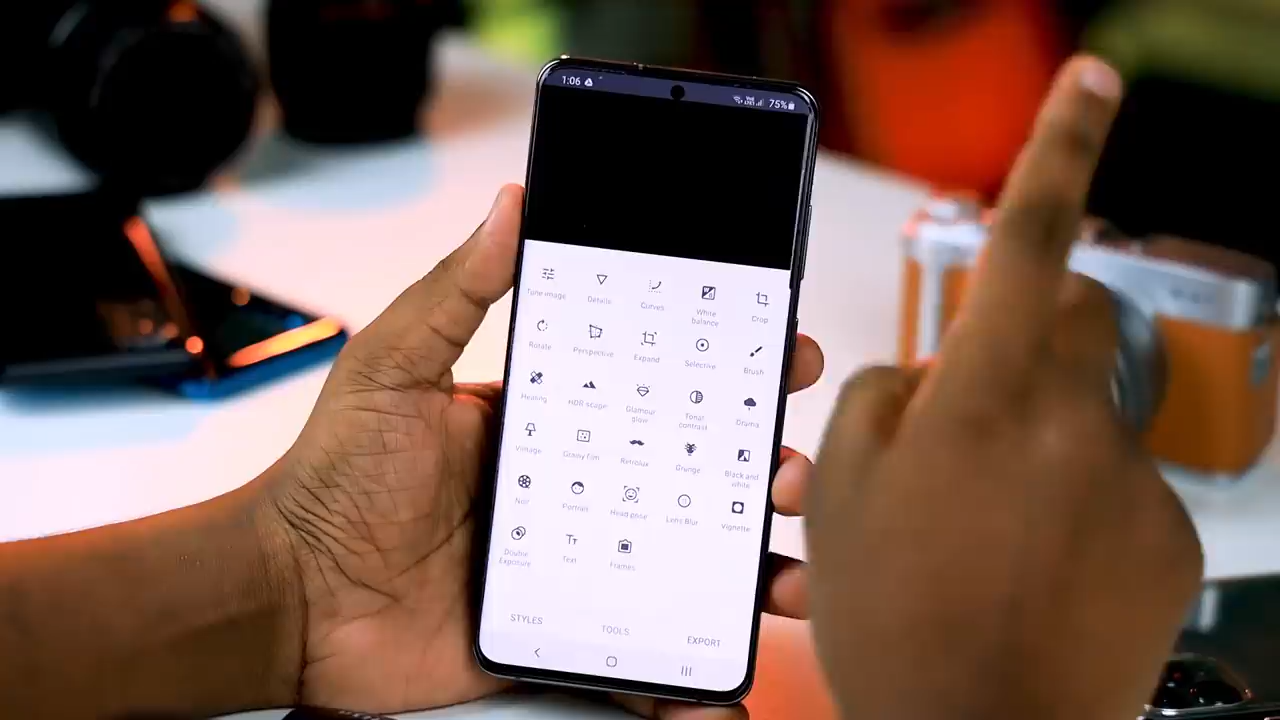 1:06 75%
Tune image Details Curves White balance Crop
Rotate Perspective Expand Selective Brush
Healing HDR scape Glamour glow Tonal contrast Drama
Vintage Grainy film Retrolux Grunge Black and white
Noir Portrait Head pose Lens Blur Vignette
Double Exposure Text Frames
STYLES TOOLS EXPORT